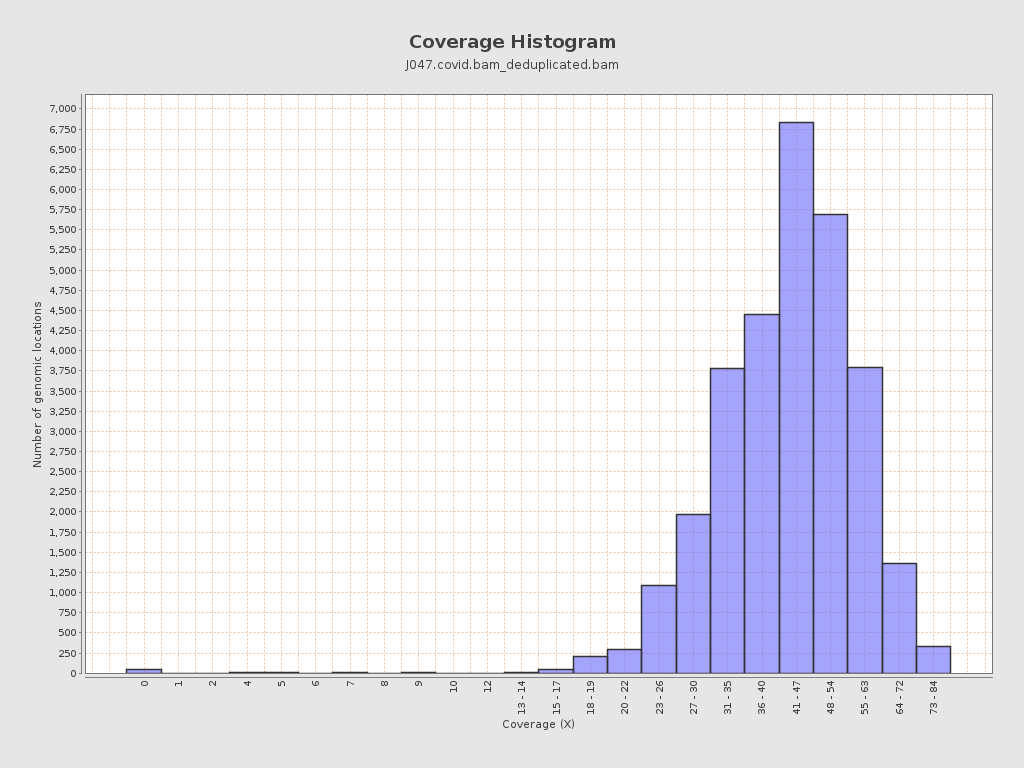 Coverage Histogram
J047.covid.bam_deduplicated.bam
Number of genomic locations
7,000
6,750
6,500
6,250
6,000
5,750
5,500
5,250
5,000
4,750
4,500
4,250
4,000
3,750
3,500
3,250
3,000
2,750
2,500
2,250
2,000
1,750
1,500
1,250
1,000
750
500
250
0
0
1
2
4
5
6
7
8
9
10
12
13 - 14
15 - 17
18 - 19
20 - 22
23 - 26
27 - 30
31 - 35
36 - 40
41 - 47
48 - 54
55 - 63
64 - 72
73 - 84
Coverage (X)